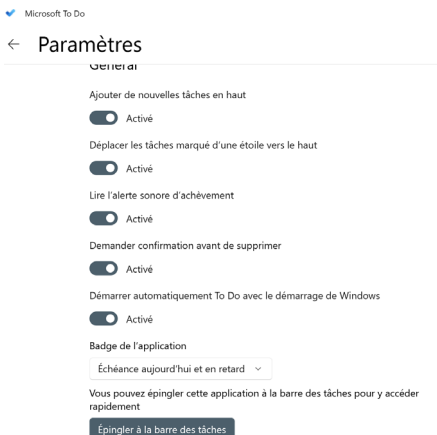 Microsoft To Do
Paramètres
Général
Ajouter de nouvelles tâches en haut
Activé
Déplacer les tâches marqué d'une étoile vers le haut
Activé
Lire l'alerte sonore d'achèvement
Activé
Demander confirmation avant de supprimer
Activé
Démarrer automatiquement To Do avec le démarrage de Windows
Activé
Badge de l'application
Échéance aujourd'hui et en retard
Vous pouvez épingler cette application à la barre des tâches pour y accéder
rapidement
Épingler à la barre des tâches